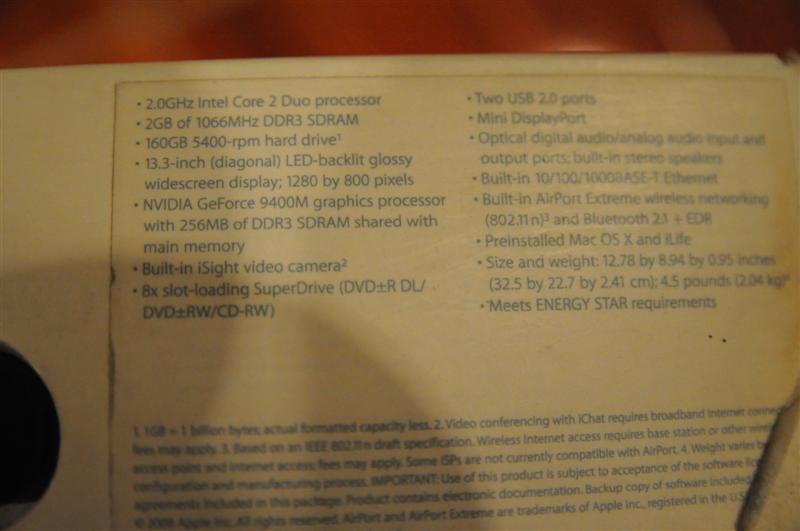 • 2.0GHz Intel Core 2 Duo processor
• 2GB of 1066MHz DDR3 SDRAM
• 160GB 5400-rpm hard drive¹
• 13.3-inch (diagonal) LED-backlit glossy
widescreen display; 1280 by 800 pixels
• NVIDIA GeForce 9400M graphics processor
with 256MB of DDR3 SDRAM shared with
main memory
• Built-in iSight video camera²
• 8x slot-loading SuperDrive (DVD±R DL/
DVD±RW/CD-RW)
• Two USB 2.0 ports
• Mini DisplayPort
• Optical digital audio/analog audio input and
output ports; built-in stereo speakers
• Built-in 10/100/1000BASE-T Ethernet
• Built-in AirPort Extreme wireless networking
(802.11n)³ and Bluetooth 2.1 + EDR
• Preinstalled Mac OS X and iLife
• Size and weight: 12.78 by 8.94 by 0.95 inches
(32.5 by 22.7 by 2.41 cm); 4.5 pounds (2.04 kg)⁴
• Meets ENERGY STAR requirements
1. 1GB = 1 billion bytes; actual formatted capacity less. 2. Video conferencing with iChat requires broadband Internet
fees may apply. 3. Based on an IEEE 802.11n draft specification. Wireless Internet access requires base station or other
access point and Internet access; fees may apply. Some ISPs are not currently compatible with AirPort. 4. Weight varies
configuration and manufacturing process. IMPORTANT: Use of this product is subject to acceptance of the software
agreements included in this package. Product contains electronic documentation. Backup copy of software included.
© 2008 Apple Inc. All rights reserved. AirPort and AirPort Extreme are trademarks of Apple Inc., registered in the U.S.